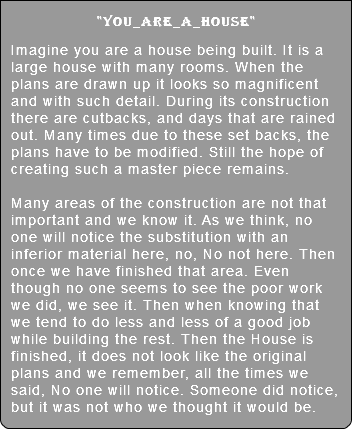 "You_are_a_house"
Imagine you are a house being built. It is a
large house with many rooms. When the
plans are drawn up it looks so magnificent
and with such detail. During its construction
there are cutbacks, and days that are rained
out. Many times due to these set backs, the
plans have to be modified. Still the hope of
creating such a master piece remains.
Many areas of the construction are not that
important and we know it. As we think, no
one will notice the substitution with an
inferior material here, no, No not here. Then
once we have finished that area. Even
though no one seems to see the poor work
we did, we see it. Then when knowing that
we tend to do less and less of a good job
while building the rest. Then the House is
finished, it does not look like the original
plans and we remember, all the times we
said, No one will notice. Someone did notice,
but it was not who we thought it would be.